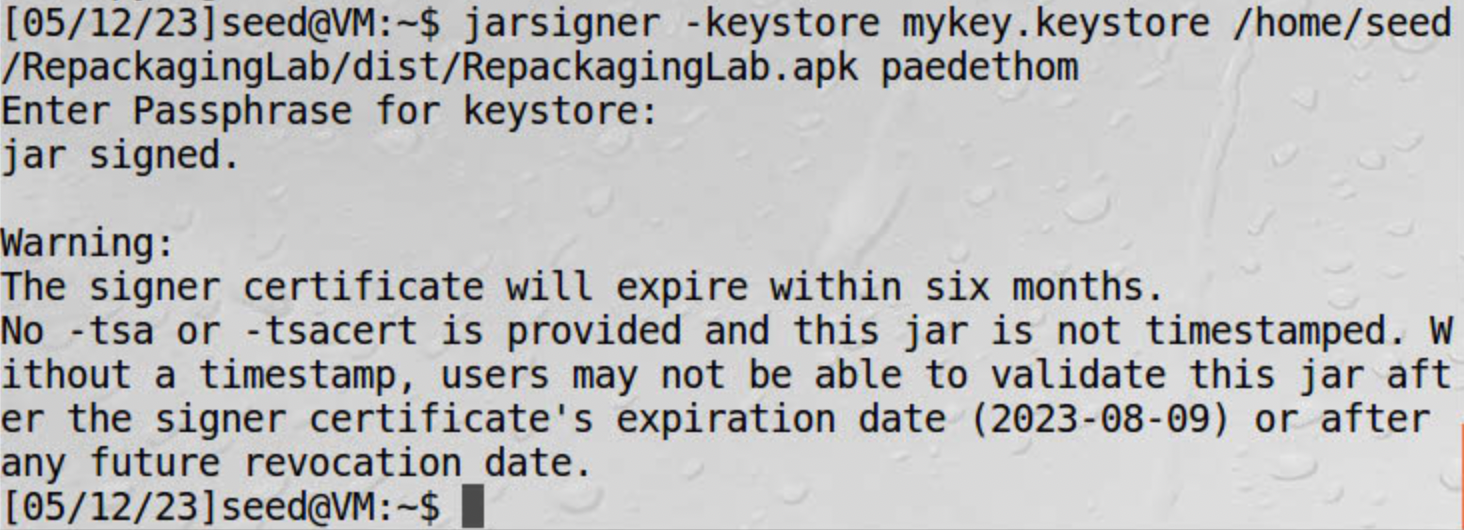 [05/12/23]seed@VM:~$ jarsigner -keystore mykey.keystore /home/seed
/RepackagingLab/dist/RepackagingLab.apk paedethom
Enter Passphrase for keystore:
jar signed.

Warning:
The signer certificate will expire within six months.
No -tsa or -tsacert is provided and this jar is not timestamped. W
ithout a timestamp, users may not be able to validate this jar aft
er the signer certificate's expiration date (2023-08-09) or after
any future revocation date.
[05/12/23]seed@VM:~$